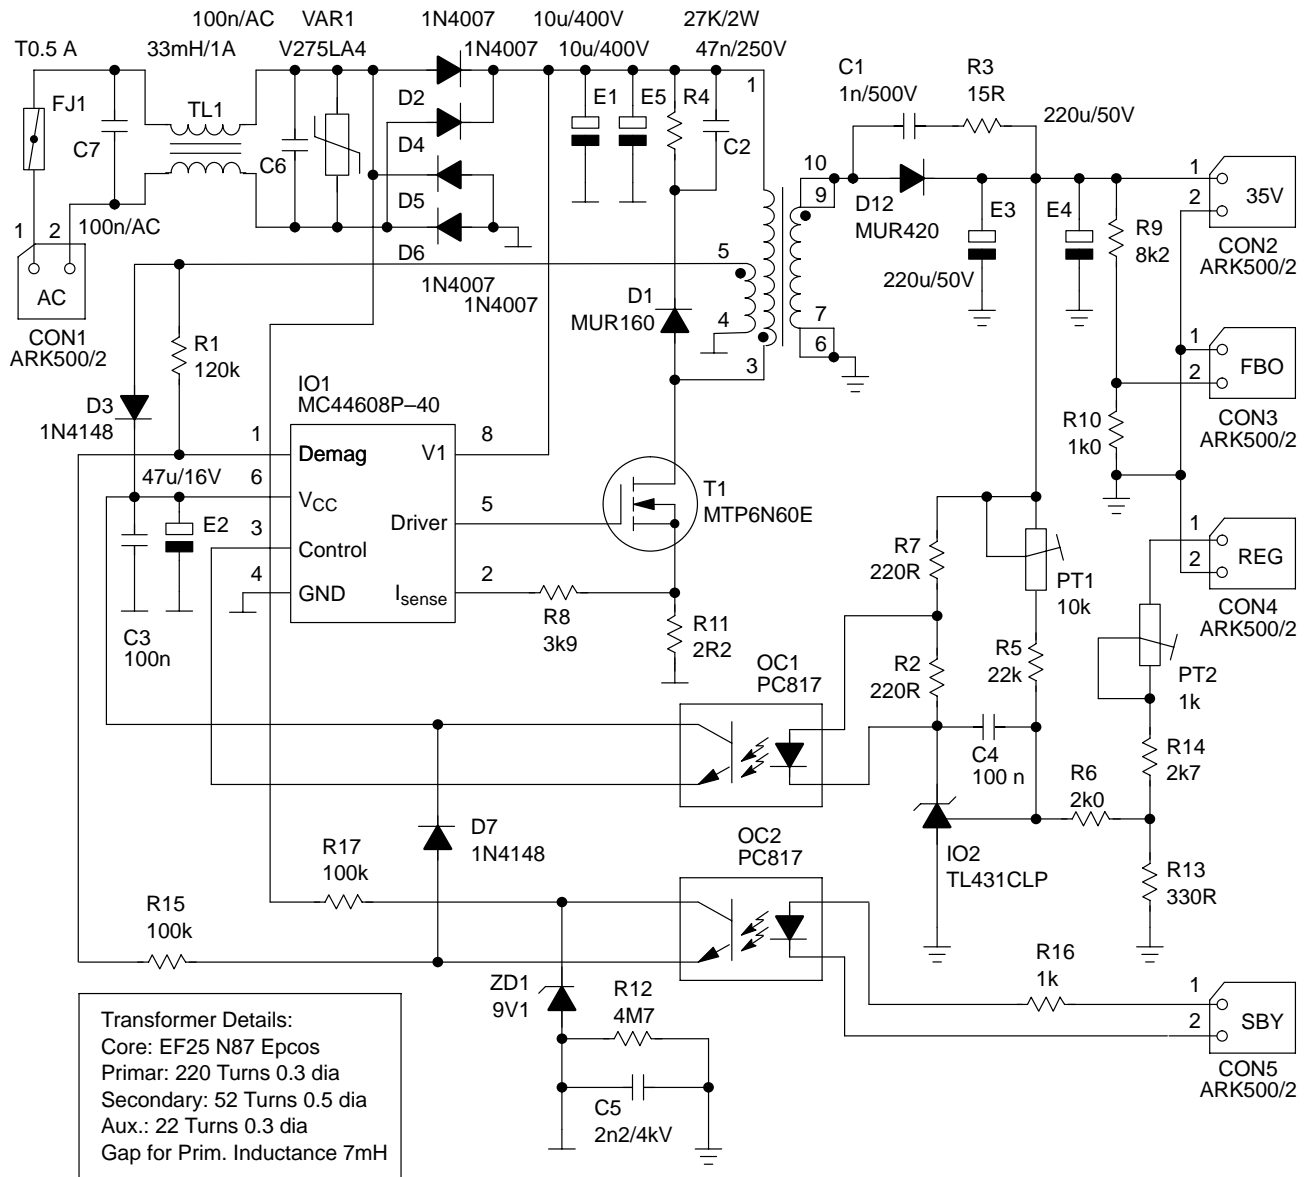 100n/AC VAR1 1N4007 10u/400V 27K/2W
T0.5 A 33mH/1A V275LA4 1N4007 10u/400V 47n/250V
C1
1n/500V
R3
15R
220u/50V
FJ1
C7
TL1
C6
D2
D4
D5
D6
E1 E5 R4
C2
1
10
9
D12
MUR420
E3 E4
220u/50V
R9
8k2
1
2
35V
CON2
ARK500/2
100n/AC
1 2
AC
CON1
ARK500/2
1N4007
1N4007
5
4
3
7
6
D1
MUR160
R1
120k
D3
1N4148
IO1
MC44608P–40
1 Demag V1 8
6 VCC
3 Control Driver 5
4 GND Isense 2
47u/16V
E2
C3
100n
T1
MTP6N60E
R8
3k9
R11
2R2
1
2
FBO
CON3
ARK500/2
R10
1k0
R7
220R
PT1
10k
1
2
REG
CON4
ARK500/2
R2
220R
R5
22k
PT2
1k
OC1
PC817
C4
100 n
R14
2k7
R6
2k0
IO2
TL431CLP
R13
330R
D7
1N4148
OC2
PC817
R17
100k
R15
100k
ZD1
9V1
R12
4M7
C5
2n2/4kV
R16
1k
1
2
SBY
CON5
ARK500/2
Transformer Details:
Core: EF25 N87 Epcos
Primar: 220 Turns 0.3 dia
Secondary: 52 Turns 0.5 dia
Aux.: 22 Turns 0.3 dia
Gap for Prim. Inductance 7mH